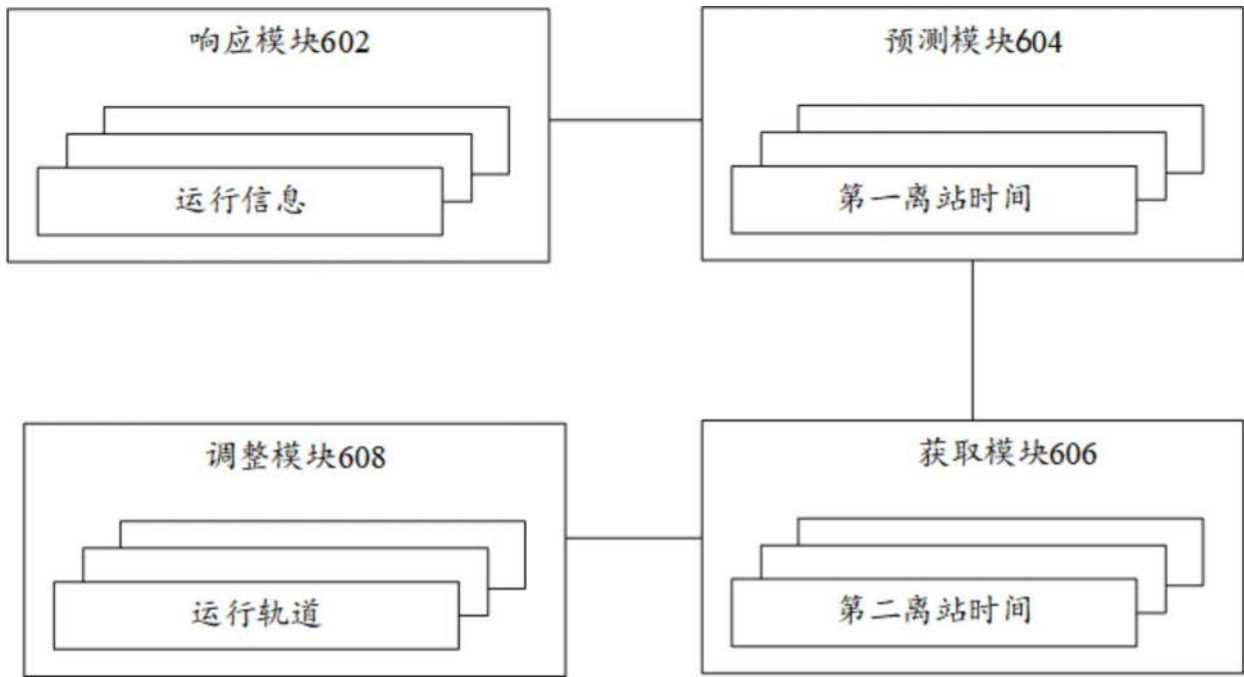 响应模块602
运行信息
预测模块604
第一离站时间
调整模块608
运行轨道
获取模块606
第二离站时间